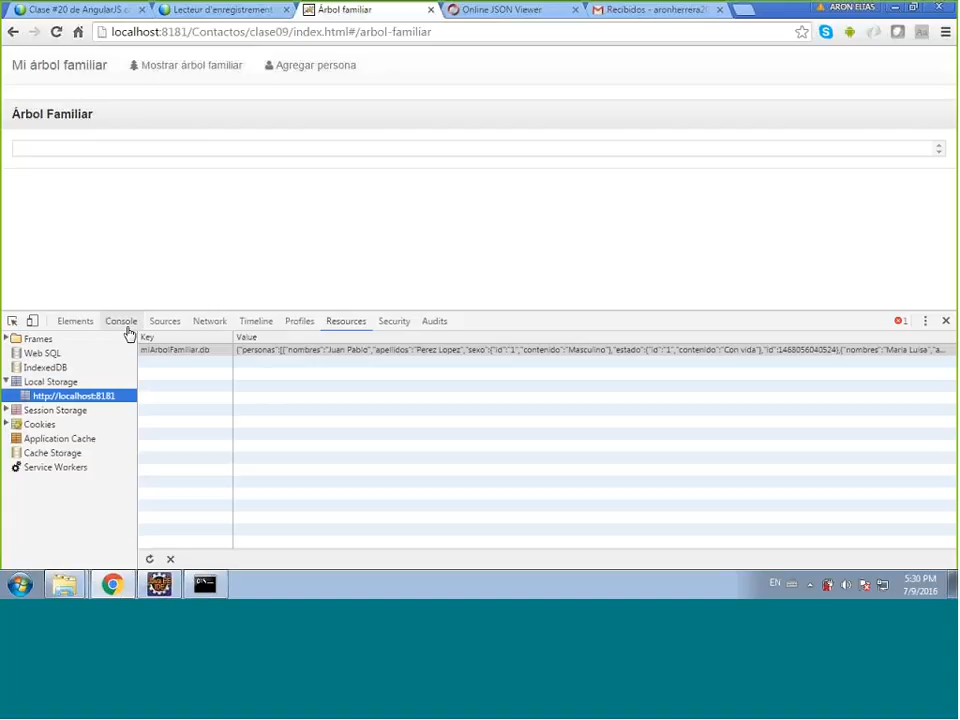 Clase #20 de AngularJS c
Lecteur d'enregistrement
Árbol familiar
Online JSON Viewer
Recibidos - aronherrera2
ARON ELIAS
localhost:8181/Contactos/clase09/index.html#/arbol-familiar
Mi árbol familiar
Mostrar árbol familiar
Agregar persona
Árbol Familiar
Elements
Console
Sources
Network
Timeline
Profiles
Resources
Security
Audits
1
Frames
Web SQL
IndexedDB
Local Storage
http://localhost:8181
Session Storage
Cookies
Application Cache
Cache Storage
Service Workers
Key
Value
miArbolFamiliar.db
{"personas":[{"nombres":"Juan Pablo","apellidos":"Perez Lopez","sexo":{"id":"1","contenido":"Masculino"},"estado":{"id":"1","contenido":"Con vida"},"id":1468056040524},{"nombres":"Maria Luisa","a...
EN
5:30 PM
7/9/2016